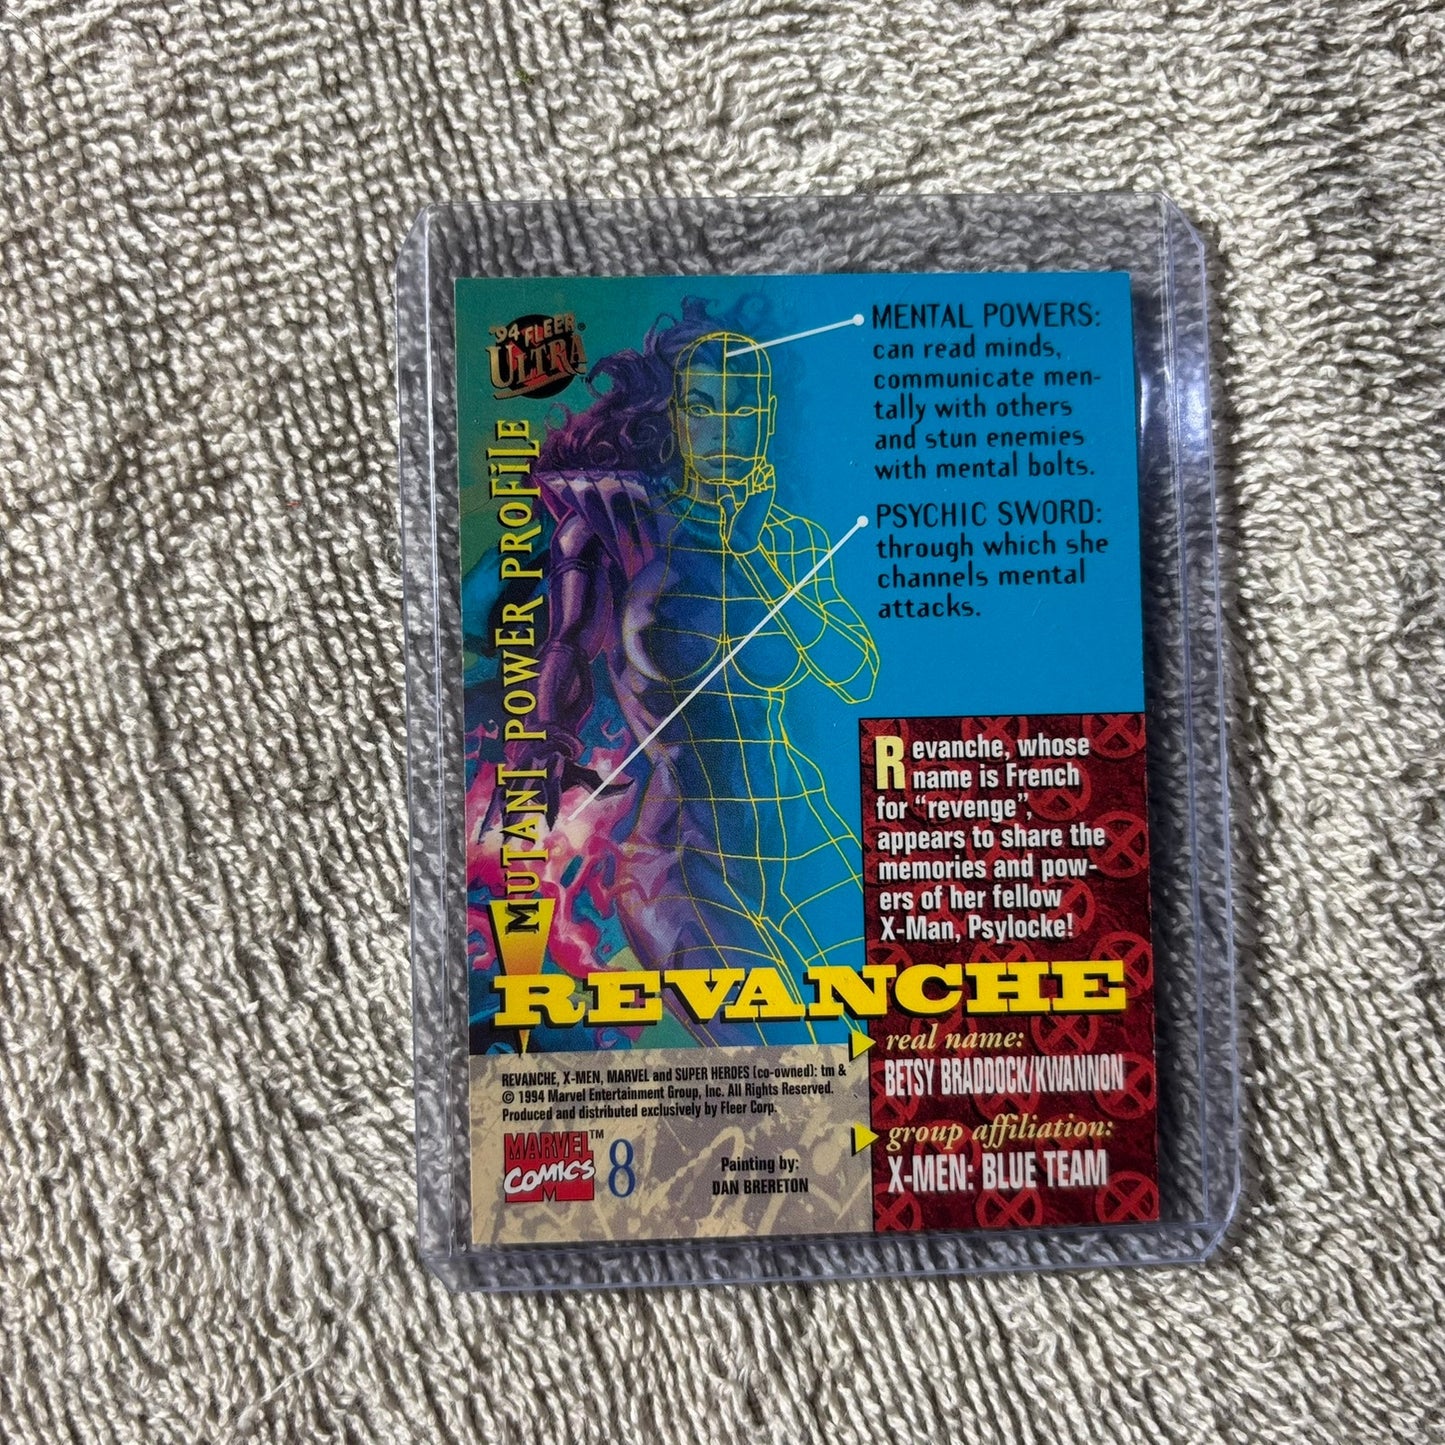 '94 FLEER®
ULTRA™
MUTANT POWER PROFILE
MENTAL POWERS:
can read minds,
communicate men-
tally with others
and stun enemies
with mental bolts.
PSYCHIC SWORD:
through which she
channels mental
attacks.
Revanche, whose
name is French
for "revenge",
appears to share the
memories and pow-
ers of her fellow
X-Man, Psylocke!
REVANCHE
real name:
BETSY BRADDOCK/KWANNON
group affiliation:
X-MEN: BLUE TEAM
REVANCHE, X-MEN, MARVEL and SUPER HEROES (co-owned): tm &
© 1994 Marvel Entertainment Group, Inc. All Rights Reserved.
Produced and distributed exclusively by Fleer Corp.
MARVEL™
COMICS
M
8
Painting by:
DAN BRERETON